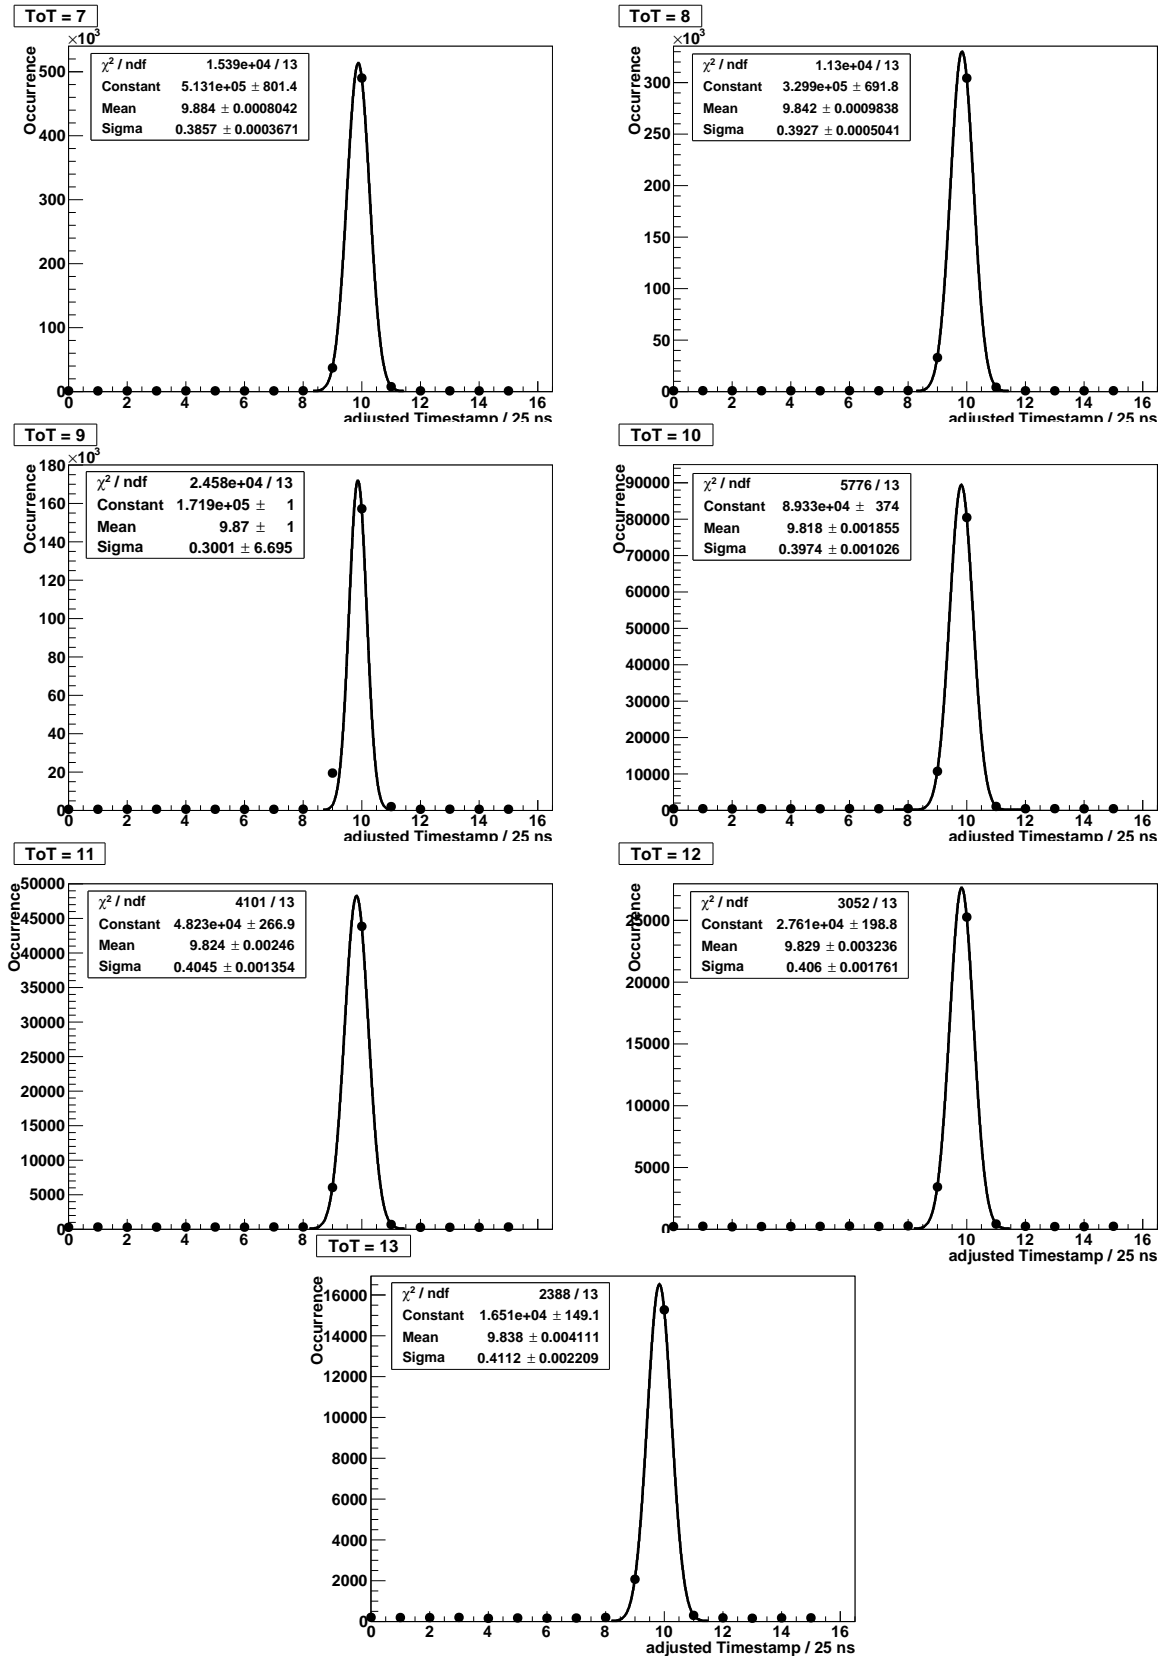 ToT = 7
×10³
Occurrence
χ² / ndf 1.539e+04 / 13
Constant 5.131e+05 ± 801.4
Mean 9.884 ± 0.0008042
Sigma 0.3857 ± 0.0003671
500
400
300
200
100
0
0 2 4 6 8 10 12 14 16
adjusted Timestamp / 25 ns
ToT = 8
×10³
Occurrence
χ² / ndf 1.13e+04 / 13
Constant 3.299e+05 ± 691.8
Mean 9.842 ± 0.0009838
Sigma 0.3927 ± 0.0005041
300
250
200
150
100
50
0
0 2 4 6 8 10 12 14 16
adjusted Timestamp / 25 ns
ToT = 9
×10³
Occurrence
χ² / ndf 2.458e+04 / 13
Constant 1.719e+05 ± 1
Mean 9.87 ± 1
Sigma 0.3001 ± 6.695
180
160
140
120
100
80
60
40
20
0
0 2 4 6 8 10 12 14 16
adjusted Timestamp / 25 ns
ToT = 10
Occurrence
χ² / ndf 5776 / 13
Constant 8.933e+04 ± 374
Mean 9.818 ± 0.001855
Sigma 0.3974 ± 0.001026
90000
80000
70000
60000
50000
40000
30000
20000
10000
0
0 2 4 6 8 10 12 14 16
adjusted Timestamp / 25 ns
ToT = 11
Occurrence
χ² / ndf 4101 / 13
Constant 4.823e+04 ± 266.9
Mean 9.824 ± 0.00246
Sigma 0.4045 ± 0.001354
50000
45000
40000
35000
30000
25000
20000
15000
10000
5000
0
0 2 4 6 8 10 12 14
ToT = 12
Occurrence
χ² / ndf 3052 / 13
Constant 2.761e+04 ± 198.8
Mean 9.829 ± 0.003236
Sigma 0.406 ± 0.001761
25000
20000
15000
10000
5000
0
10 12 14 16
adjusted Timestamp / 25 ns
ToT = 13
Occurrence
χ² / ndf 2388 / 13
Constant 1.651e+04 ± 149.1
Mean 9.838 ± 0.004111
Sigma 0.4112 ± 0.002209
16000
14000
12000
10000
8000
6000
4000
2000
0
0 2 4 6 8 10 12 14 16
adjusted Timestamp / 25 ns